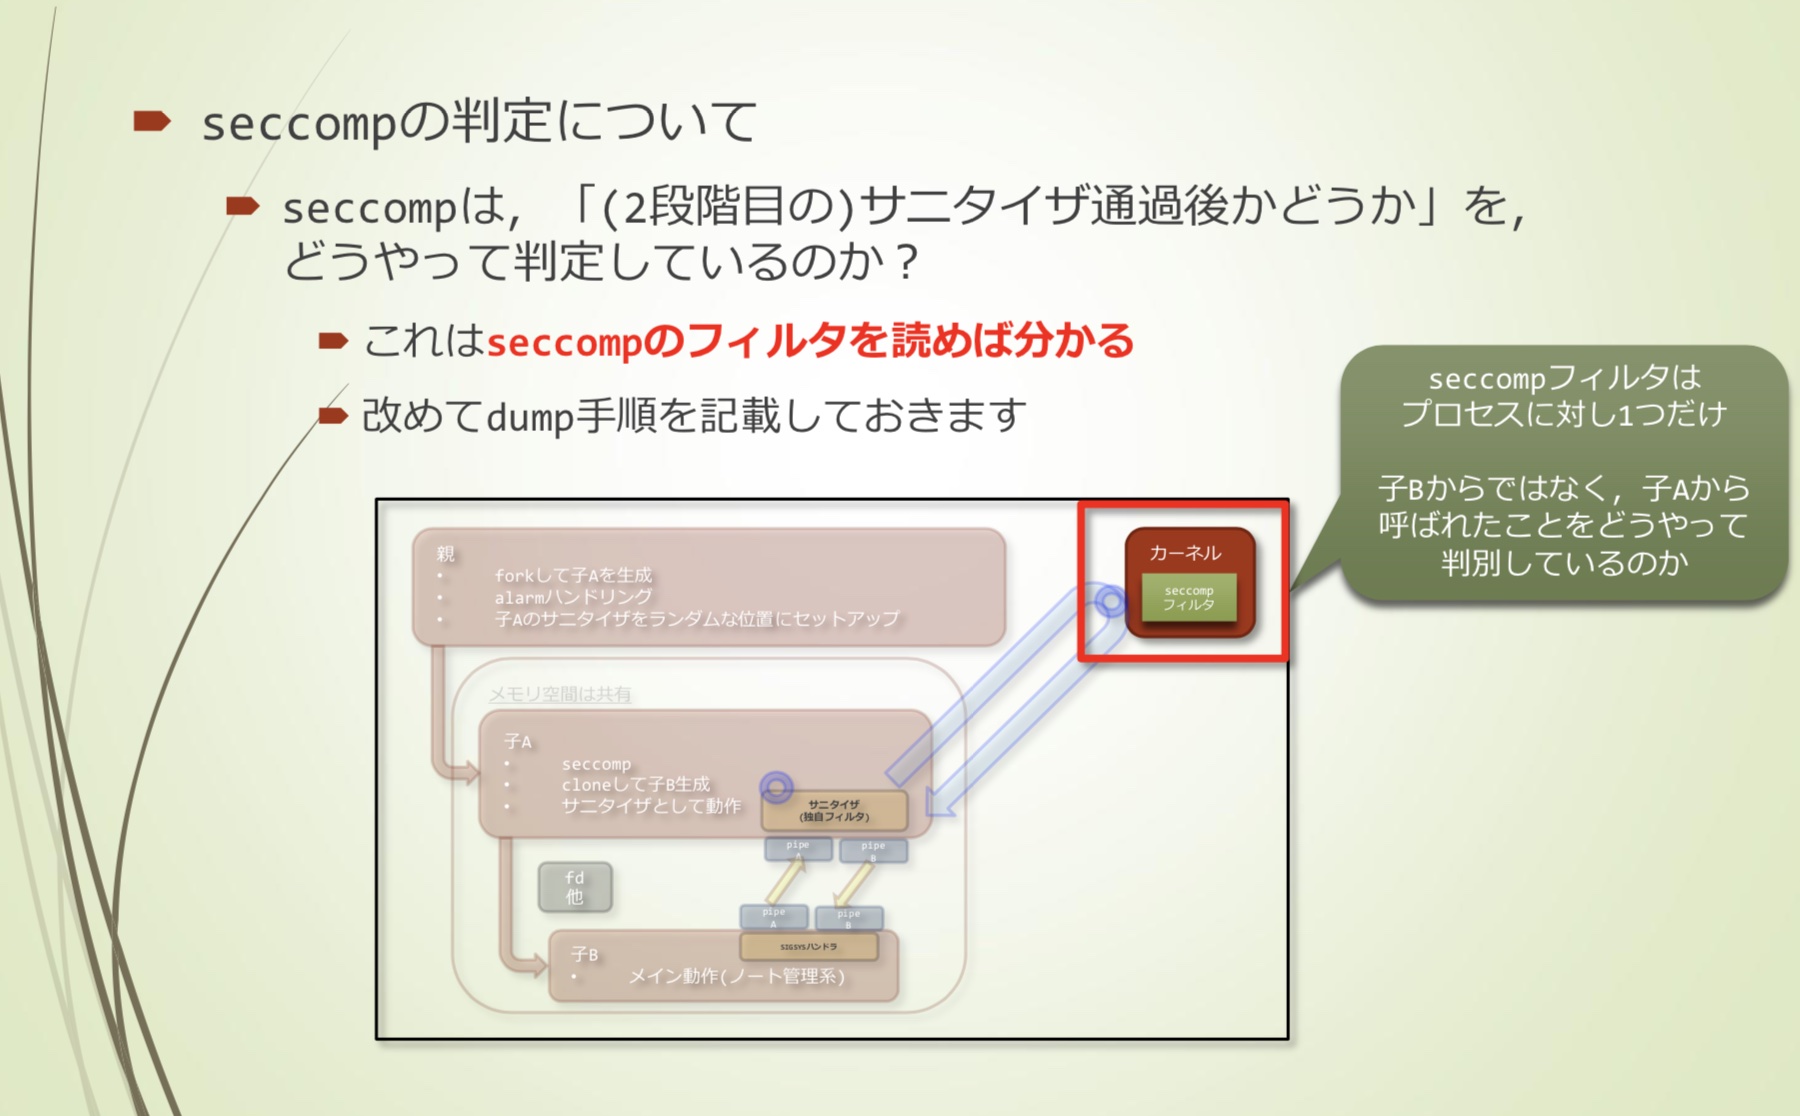 seccompの判定について
seccompは，「(2段階目の)サニタイザ通過後かどうか」を，
どうやって判定しているのか？
これはseccompのフィルタを読めば分かる
改めてdump手順を記載しておきます
seccompフィルタは
プロセスに対し1つだけ
子Bからではなく，子Aから
呼ばれたことをどうやって
判別しているのか
親
• forkして子Aを生成
• alarmハンドリング
• 子Aのサニタイザをランダムな位置にセットアップ
カーネル
seccomp
フィルタ
メモリ空間は共有
子A
• seccomp
• cloneして子B生成
• サニタイザとして動作
サニタイザ
(独自フィルタ)
pipe
A
pipe
B
fd
他
pipe
A
pipe
B
SIGSYSハンドラ
子B
• メイン動作(ノート管理系)